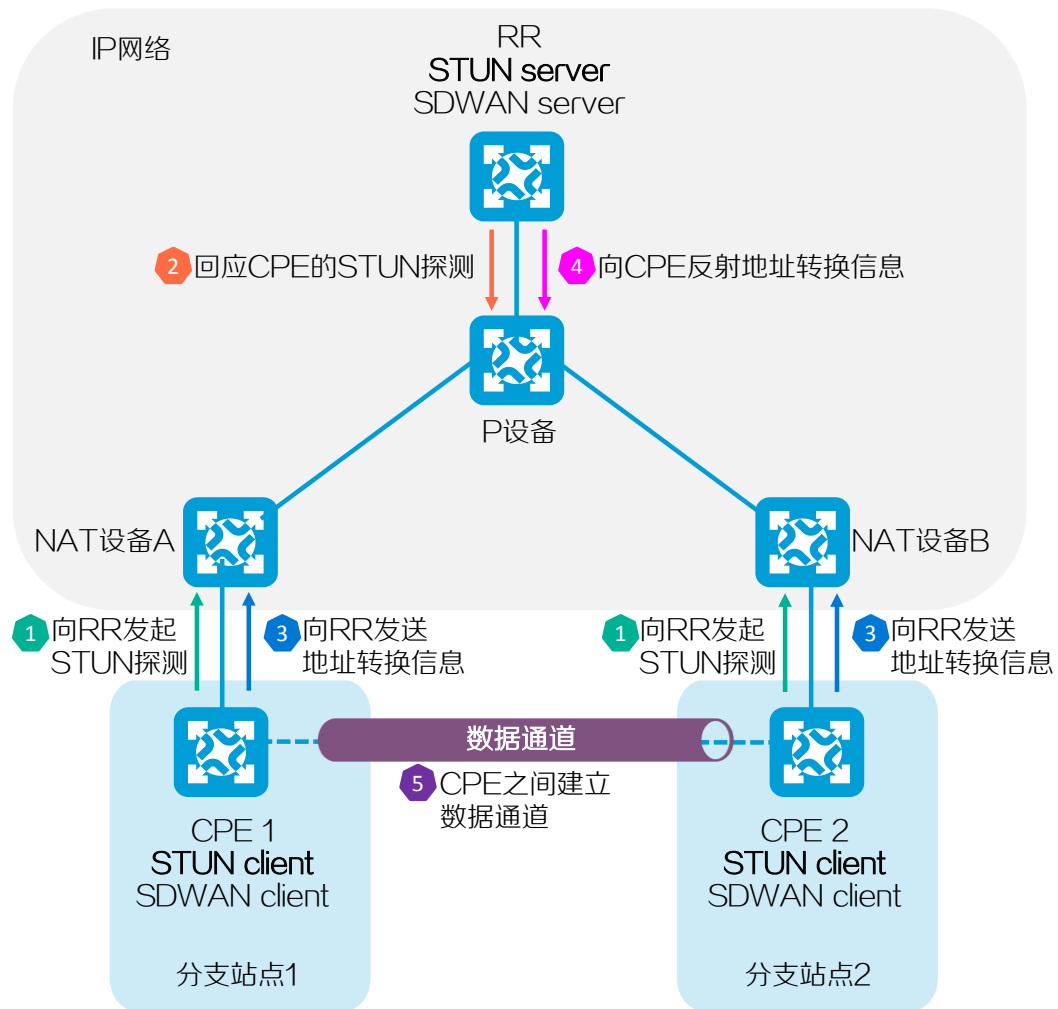 IP网络
RR
STUN server
SDWAN server
2 回应CPE的STUN探测
4 向CPE反射地址转换信息
P设备
NAT设备A
NAT设备B
1 向RR发起
STUN探测
3 向RR发送
地址转换信息
1 向RR发起
STUN探测
3 向RR发送
地址转换信息
数据通道
5 CPE之间建立
数据通道
CPE 1
STUN client
SDWAN client
CPE 2
STUN client
SDWAN client
分支站点1
分支站点2